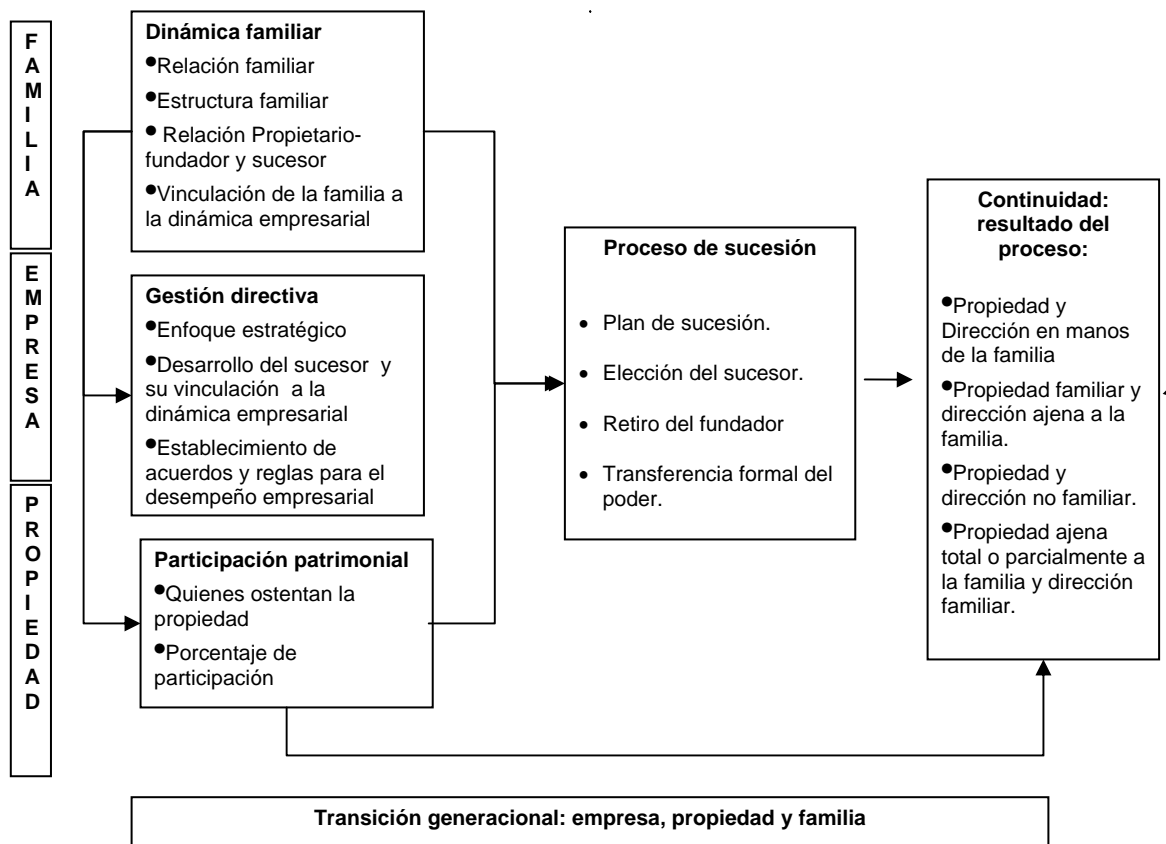 FAMILIA
Dinámica familiar
●Relación familiar
●Estructura familiar
● Relación Propietario-
fundador y sucesor
●Vinculación de la familia a
la dinámica empresarial
EMPRESA
Gestión directiva
●Enfoque estratégico
●Desarrollo del sucesor y
su vinculación a la
dinámica empresarial
●Establecimiento de
acuerdos y reglas para el
desempeño empresarial
PROPIEDAD
Participación patrimonial
●Quienes ostentan la
propiedad
●Porcentaje de
participación
Proceso de sucesión
• Plan de sucesión.
• Elección del sucesor.
• Retiro del fundador
• Transferencia formal del
poder.
Continuidad:
resultado del
proceso:
●Propiedad y
Dirección en manos
de la familia
●Propiedad familiar y
dirección ajena a la
familia.
●Propiedad y
dirección no familiar.
●Propiedad ajena
total o parcialmente a
la familia y dirección
familiar.
Transición generacional: empresa, propiedad y familia